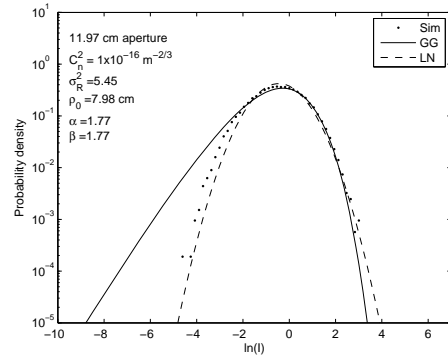 11.97 cm aperture
C_n^2 = 1x10^-16 m^-2/3
σ_R^2 =5.45
ρ_0 =7.98 cm
α =1.77
β =1.77
Sim
GG
LN
Probability density
10^1
10^0
10^-1
10^-2
10^-3
10^-4
10^-5
-10 -8 -6 -4 -2 0 2 4 6
ln(I)